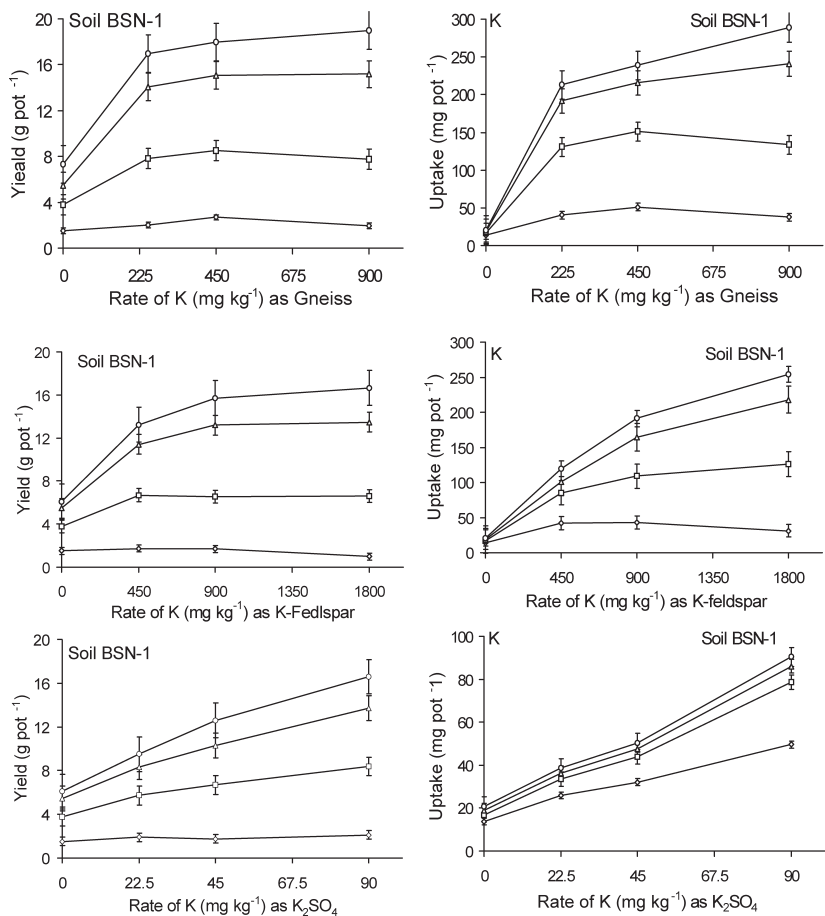 Soil BSN-1
20
16
12
8
4
0
Yieald (g pot ⁻¹)
0 225 450 675 900
Rate of K (mg kg⁻¹) as Gneiss
K Soil BSN-1
300
250
200
150
100
50
0
Uptake (mg pot ⁻¹)
0 225 450 675 900
Rate of K (mg kg⁻¹) as Gneiss
Soil BSN-1
20
16
12
8
4
0
Yield (g pot ⁻¹)
0 450 900 1350 1800
Rate of K (mg kg⁻¹) as K-Fedlspar
K Soil BSN-1
300
250
200
150
100
50
0
Uptake (mg pot ⁻¹)
0 450 900 1350 1800
Rate of K (mg kg⁻¹) as K-feldspar
Soil BSN-1
20
16
12
8
4
0
Yield (g pot ⁻¹)
0 22.5 45 67.5 90
Rate of K (mg kg⁻¹) as K₂SO₄
K Soil BSN-1
100
80
60
40
20
0
Uptake (mg pot ⁻1)
0 22.5 45 67.5 90
Rate of K (mg kg⁻¹) as K₂SO₄